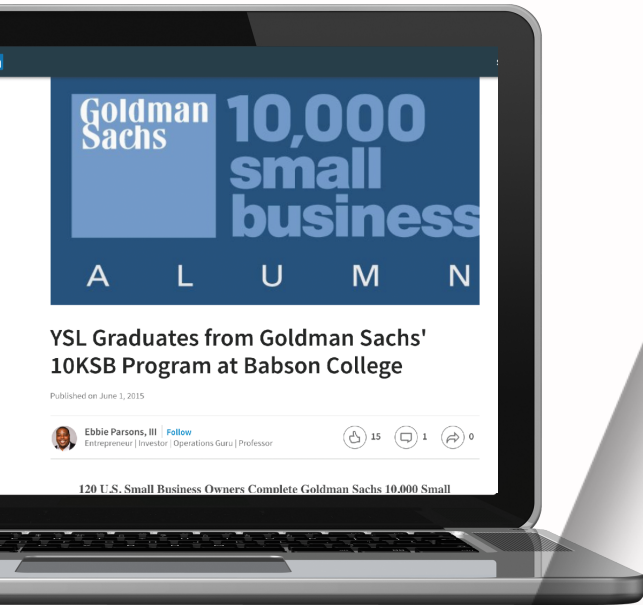 Goldman
Sachs
10,000
small
business
A L U M N
YSL Graduates from Goldman Sachs'
10KSB Program at Babson College
Published on June 1, 2015
Ebbie Parsons, III | Follow
Entrepreneur | Investor | Operations Guru | Professor
15
1
0
120 U.S. Small Business Owners Complete Goldman Sachs 10,000 Small